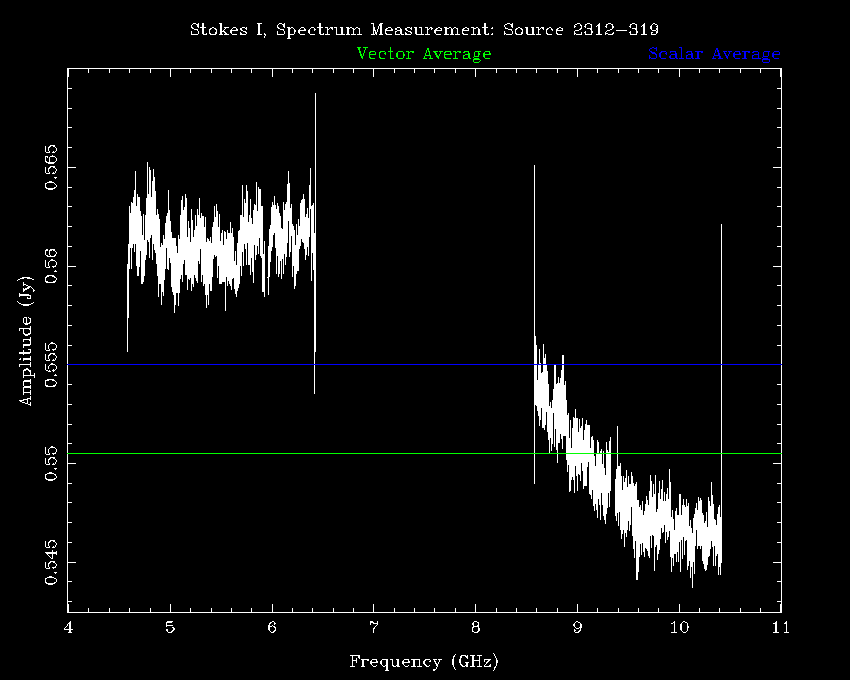 Stokes I, Spectrum Measurement: Source 2312-319
Vector Average Scalar Average
0.565
0.56
0.555
0.55
0.545
Amplitude (Jy)
4 5 6 7 8 9 10 11
Frequency (GHz)